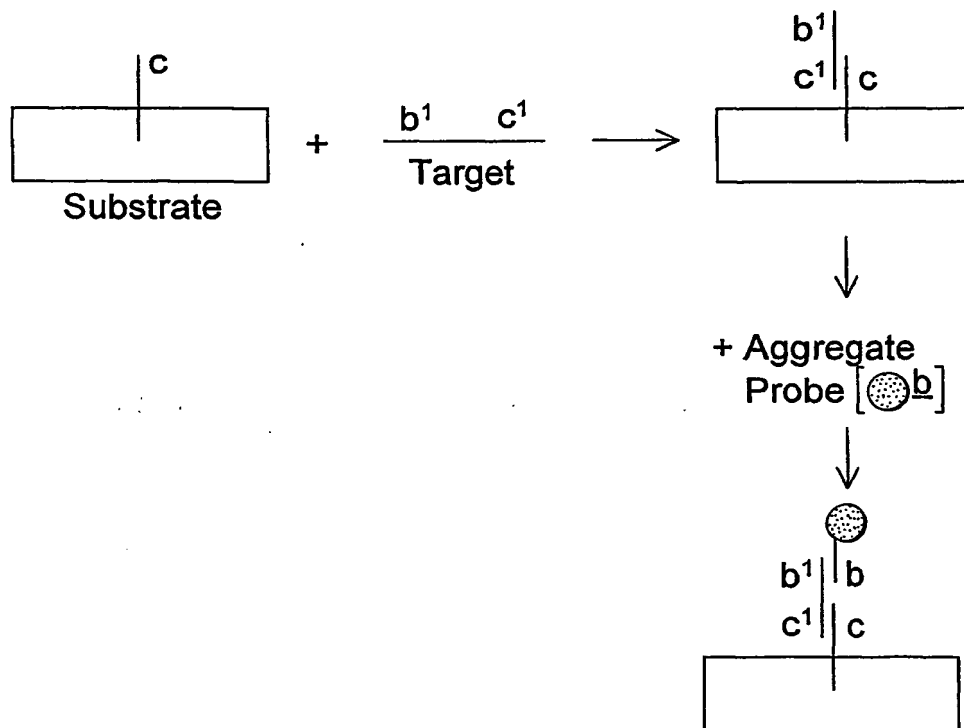 c
Substrate
+
b¹ c¹
Target
b¹
c¹ c
+ Aggregate
Probe [ b]
b¹ b
c¹ c